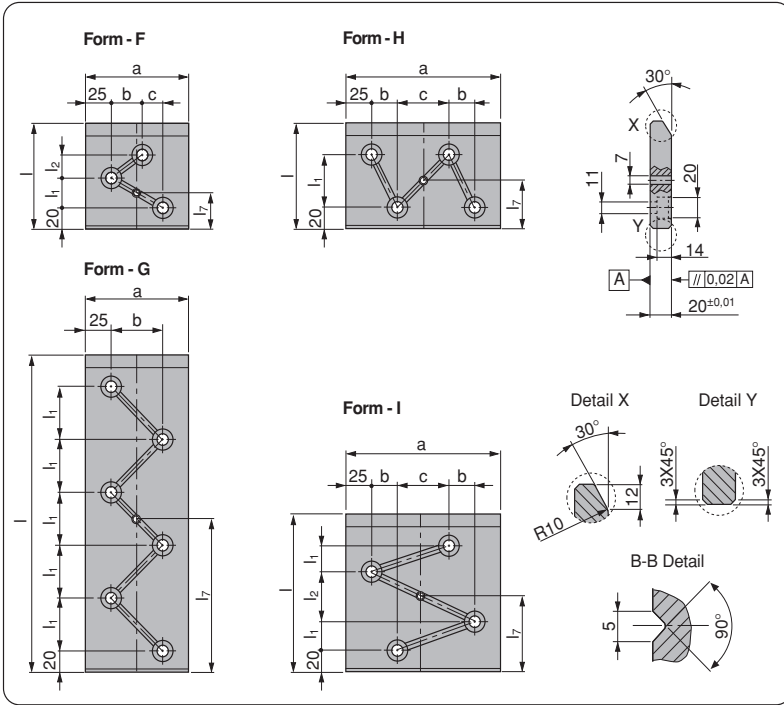 Form - F
a
25 b c
l
l₂
l₁
20
l₇
Form - H
a
25 b c b
l
l₁
20
l₇
30°
X
7
11
20
Y
14
A
// 0,02 A
20±0,01
Form - G
a
25 b
l
l₁
l₁
l₁
l₁
l₁
20
l₇
Form - I
a
25 b c b
l
l₁
l₂
l₁
20
l₇
Detail X
30°
12
R10
Detail Y
3X45°
3X45°
B-B Detail
5
90°